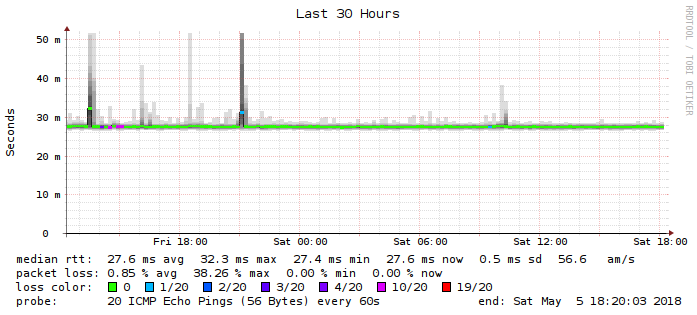 Last 30 Hours
RRDTOOL / TOBI OETIKER
Seconds
50 m
40 m
30 m
20 m
10 m
0
Fri 18:00 Sat 00:00 Sat 06:00 Sat 12:00 Sat 18:00
median rtt: 27.6 ms avg 32.3 ms max 27.4 ms min 27.6 ms now 0.5 ms sd 56.6 am/s
packet loss: 0.85 % avg 38.26 % max 0.00 % min 0.00 % now
loss color: 0 1/20 2/20 3/20 4/20 10/20 19/20
probe: 20 ICMP Echo Pings (56 Bytes) every 60s end: Sat May 5 18:20:03 2018